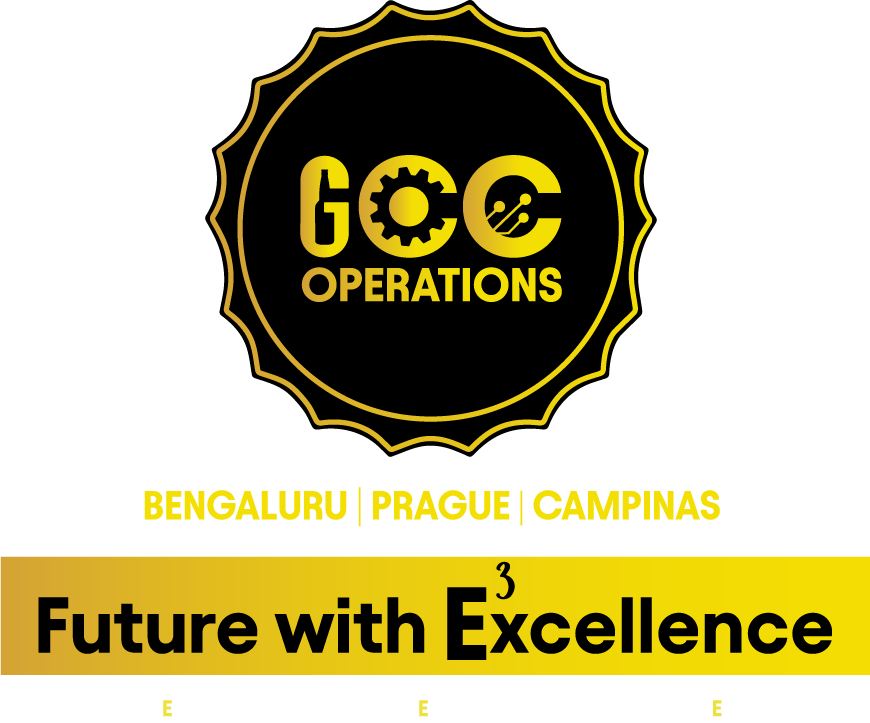 GCC
OPERATIONS
BENGALURU | PRAGUE | CAMPINAS
Future with E³xcellence
E E E